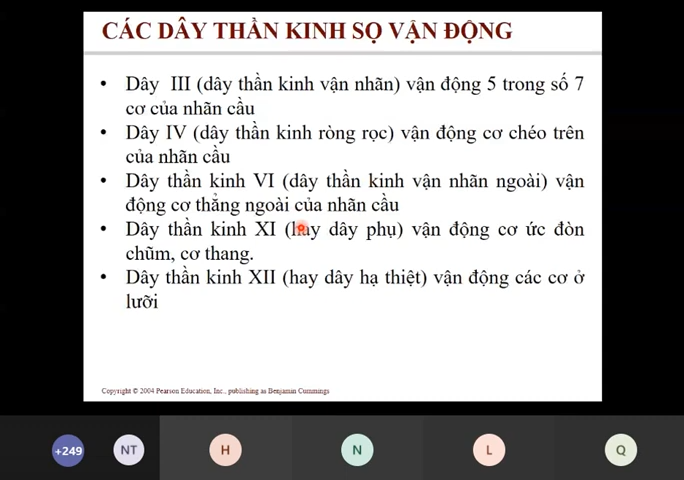 CÁC DÂY THẦN KINH SỌ VẬN ĐỘNG
• Dây III (dây thần kinh vận nhãn) vận động 5 trong số 7
cơ của nhãn cầu
• Dây IV (dây thần kinh ròng rọc) vận động cơ chéo trên
của nhãn cầu
• Dây thần kinh VI (dây thần kinh vận nhãn ngoài) vận
động cơ thẳng ngoài của nhãn cầu
• Dây thần kinh XI (hay dây phụ) vận động cơ ức đòn
chũm, cơ thang.
• Dây thần kinh XII (hay dây hạ thiệt) vận động các cơ ở
lưỡi
Copyright © 2004 Pearson Education, Inc., publishing as Benjamin Cummings
+249 NT H N L Q